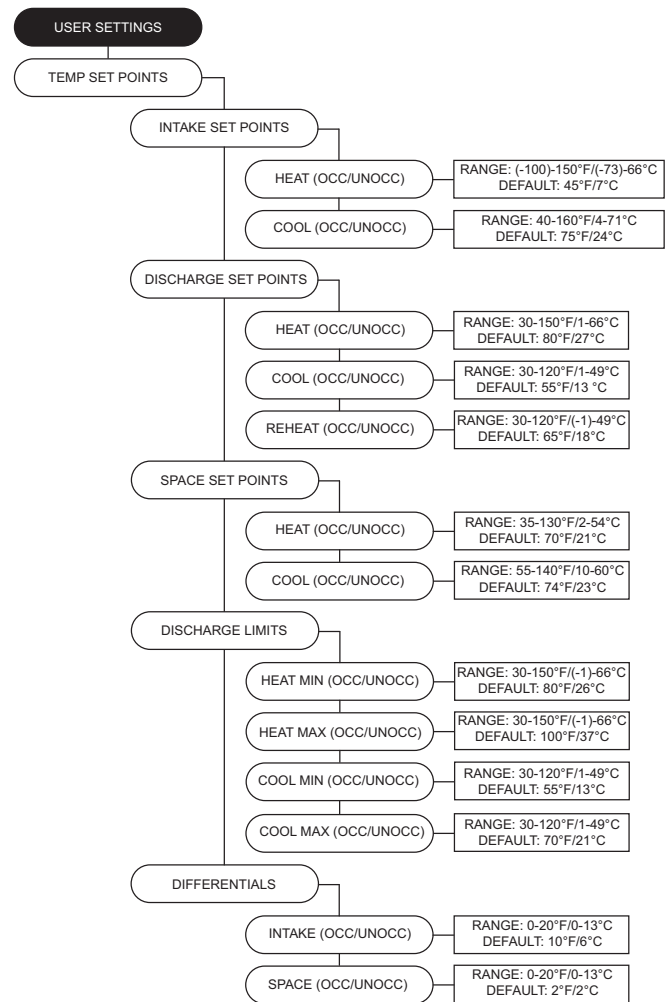 USER SETTINGS
TEMP SET POINTS
INTAKE SET POINTS
HEAT (OCC/UNOCC)
RANGE: (-100)-150°F/(-73)-66°C
DEFAULT: 45°F/7°C
COOL (OCC/UNOCC)
RANGE: 40-160°F/4-71°C
DEFAULT: 75°F/24°C
DISCHARGE SET POINTS
HEAT (OCC/UNOCC)
RANGE: 30-150°F/1-66°C
DEFAULT: 80°F/27°C
COOL (OCC/UNOCC)
RANGE: 30-120°F/1-49°C
DEFAULT: 55°F/13 °C
REHEAT (OCC/UNOCC)
RANGE: 30-120°F/(-1)-49°C
DEFAULT: 65°F/18°C
SPACE SET POINTS
HEAT (OCC/UNOCC)
RANGE: 35-130°F/2-54°C
DEFAULT: 70°F/21°C
COOL (OCC/UNOCC)
RANGE: 55-140°F/10-60°C
DEFAULT: 74°F/23°C
DISCHARGE LIMITS
HEAT MIN (OCC/UNOCC)
RANGE: 30-150°F/(-1)-66°C
DEFAULT: 80°F/26°C
HEAT MAX (OCC/UNOCC)
RANGE: 30-150°F/(-1)-66°C
DEFAULT: 100°F/37°C
COOL MIN (OCC/UNOCC)
RANGE: 30-120°F/1-49°C
DEFAULT: 55°F/13°C
COOL MAX (OCC/UNOCC)
RANGE: 30-120°F/1-49°C
DEFAULT: 70°F/21°C
DIFFERENTIALS
INTAKE (OCC/UNOCC)
RANGE: 0-20°F/0-13°C
DEFAULT: 10°F/6°C
SPACE (OCC/UNOCC)
RANGE: 0-20°F/0-13°C
DEFAULT: 2°F/2°C